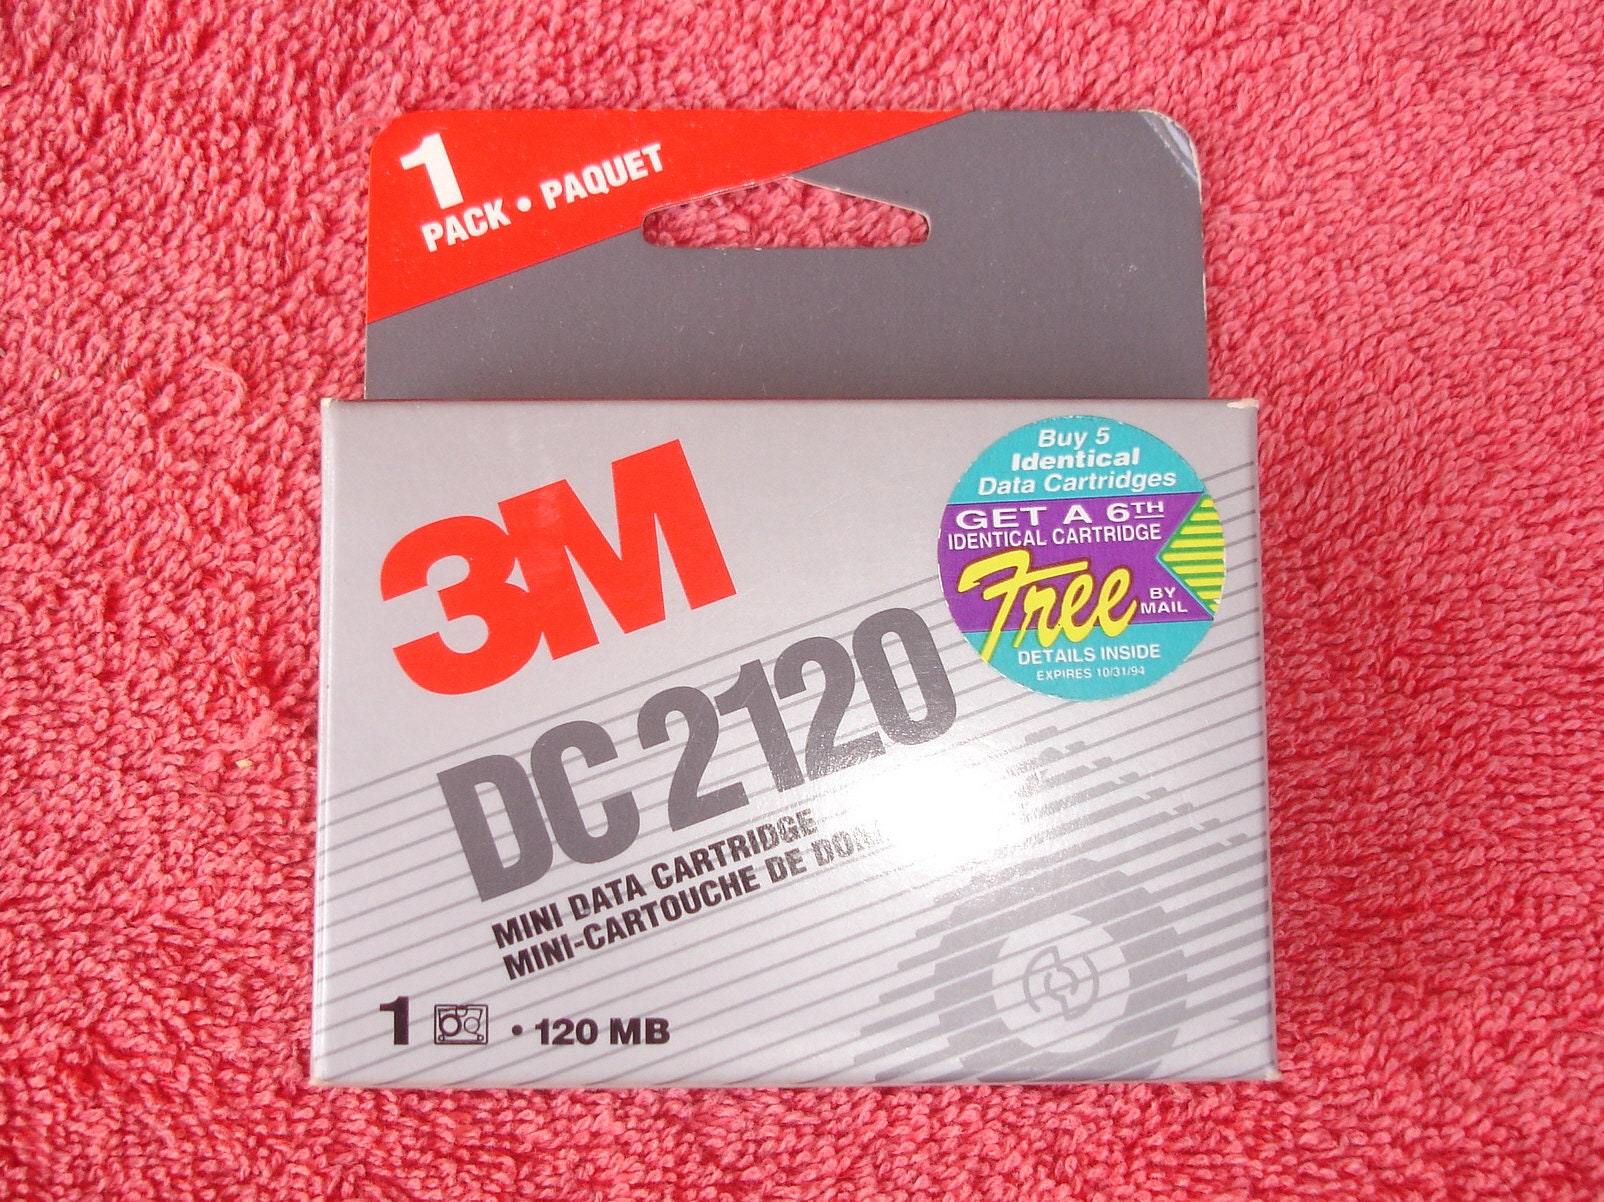 1
PACK • PAQUET
3M
DC 2120
MINI DATA CARTRIDGE
MINI-CARTOUCHE DE
1 • 120 MB
Buy 5
Identical
Data Cartridges
GET A 6TH
IDENTICAL CARTRIDGE
Free
BY
MAIL
DETAILS INSIDE
EXPIRES 10/31/94